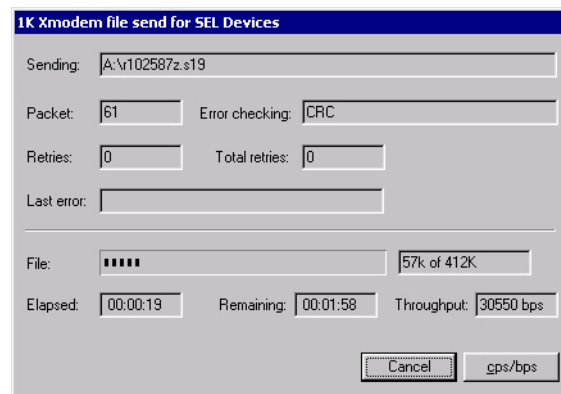 1K Xmodem file send for SEL Devices
Sending: A:\r102587z.s19
Packet: 61 Error checking: CRC
Retries: 0 Total retries: 0
Last error:
File: 57k of 412K
Elapsed: 00:00:19 Remaining: 00:01:58 Throughput: 30550 bps
Cancel cps/bps